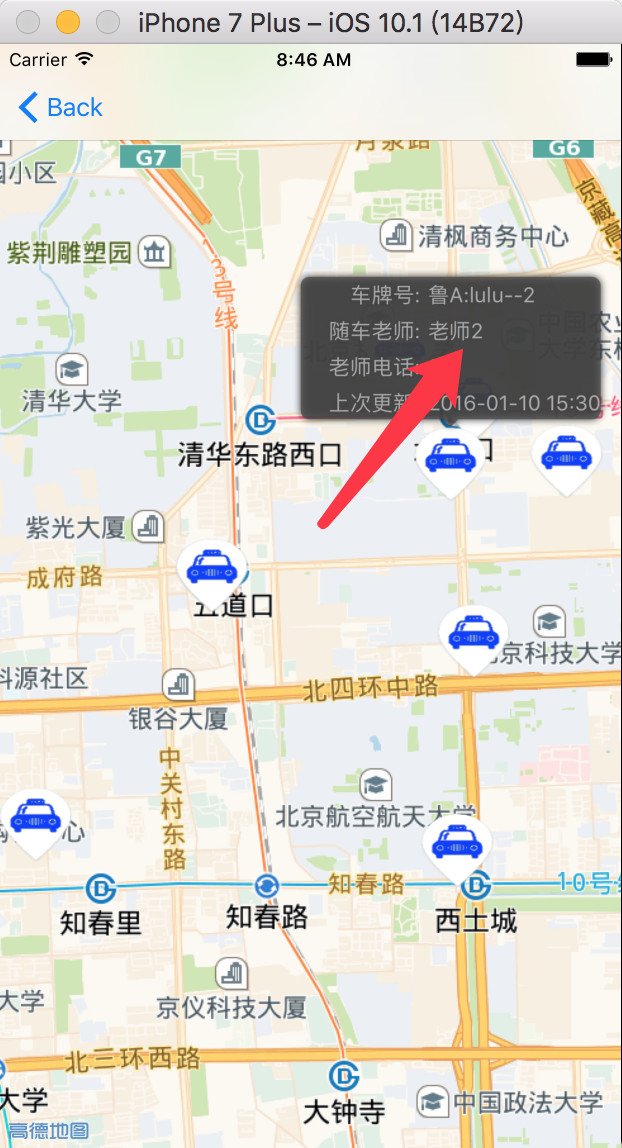 iPhone 7 Plus – iOS 10.1 (14B72)
Carrier 8:46 AM
Back
G7
G6
月泉路
园小区
京藏高
清枫商务中心
紫荆雕塑园
13号线
车牌号: 鲁A:lulu--2
随车老师: 老师2
老师电话:
上次更新 2016-01-10 15:30
中国农业
大学东校
清华大学
清华东路西口
紫光大厦
成府路
五道口
北京科技大学
科源社区
北四环中路
银谷大厦
中关村东路
北京航空航天大学
心
10号线
知春路
知春里
知春路
西土城
大学
京仪科技大厦
北三环西路
大学
大钟寺
中国政法大学
高德地图